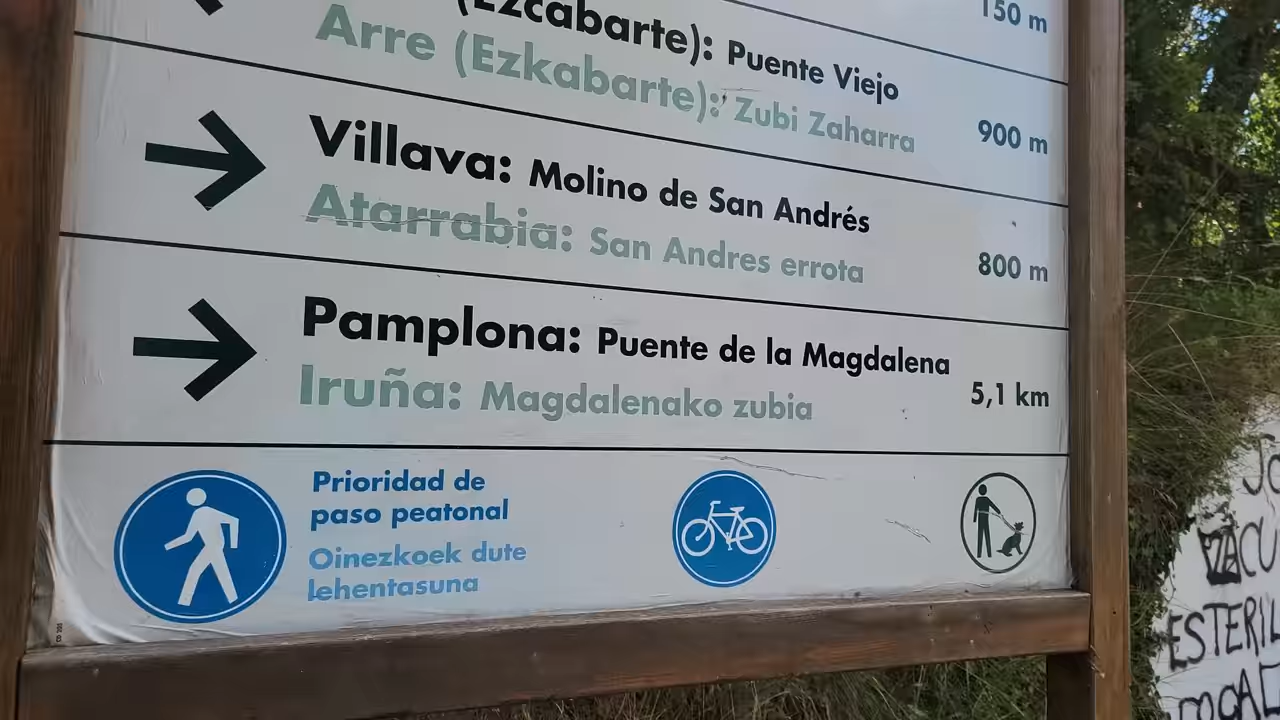 150 m
(Ezcabarte): Puente Viejo
Arre (Ezkabarte): Zubi Zaharra
900 m
Villava: Molino de San Andrés
Atarrabia: San Andres errota
800 m
Pamplona: Puente de la Magdalena
Iruña: Magdalenako zubia
5,1 km
Prioridad de
paso peatonal
Oinezkoek dute
lehentasuna